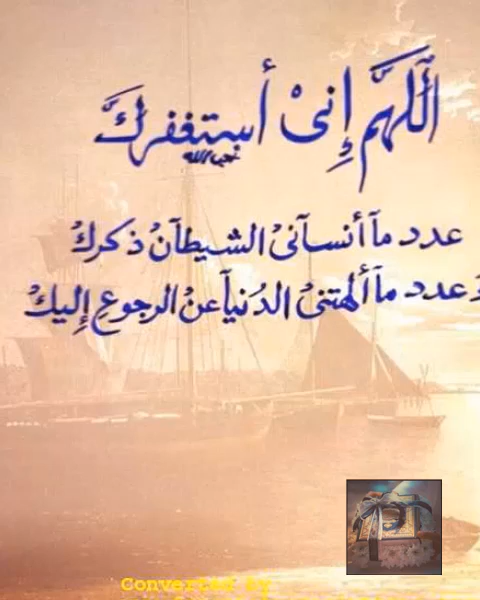 اللهم إني أستغفرك
عدد ما أنساني الشيطان ذكرك
وعدد ما ألهتني الدنيا عن الرجوع إليك
Converted by